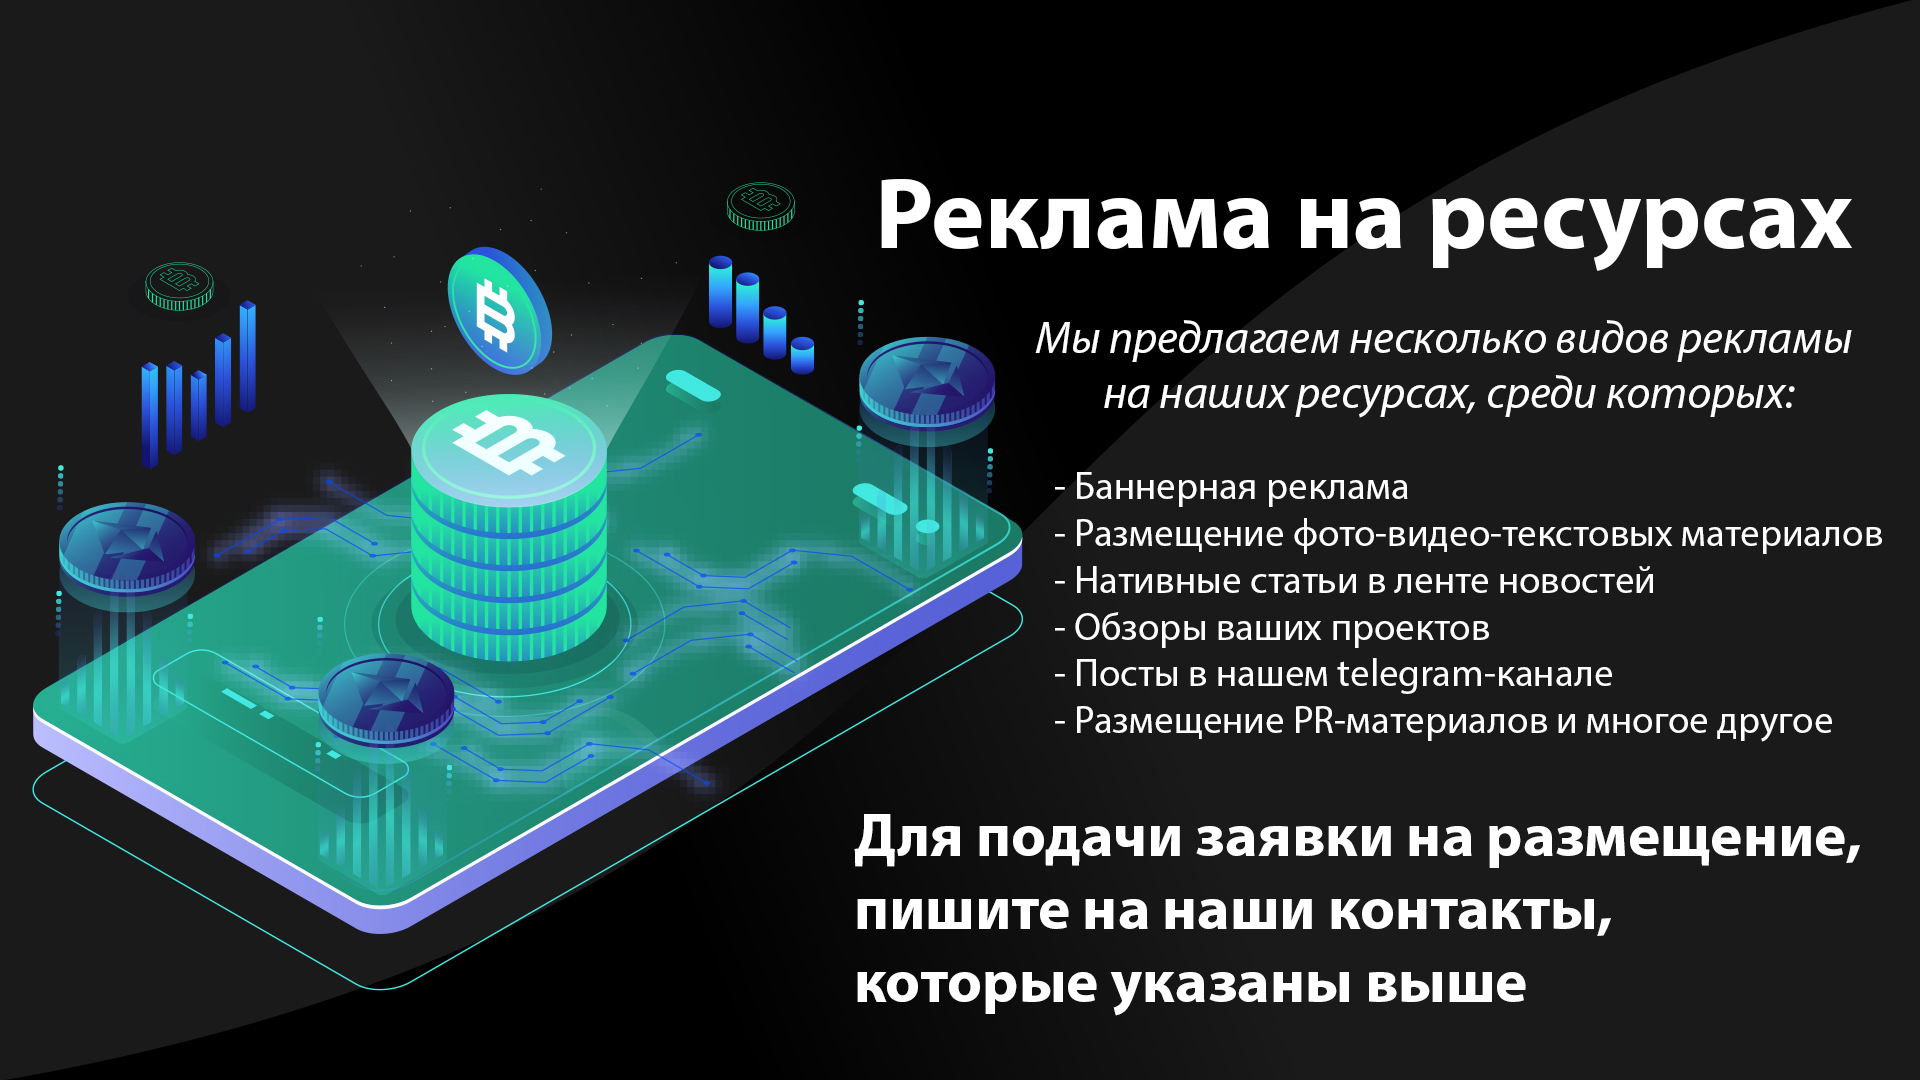 Реклама на ресурсах
Мы предлагаем несколько видов рекламы
на наших ресурсах, среди которых:
- Баннерная реклама
- Размещение фото-видео-текстовых материалов
- Нативные статьи в ленте новостей
- Обзоры ваших проектов
- Посты в нашем telegram-канале
- Размещение PR-материалов и многое другое
Для подачи заявки на размещение,
пишите на наши контакты,
которые указаны выше